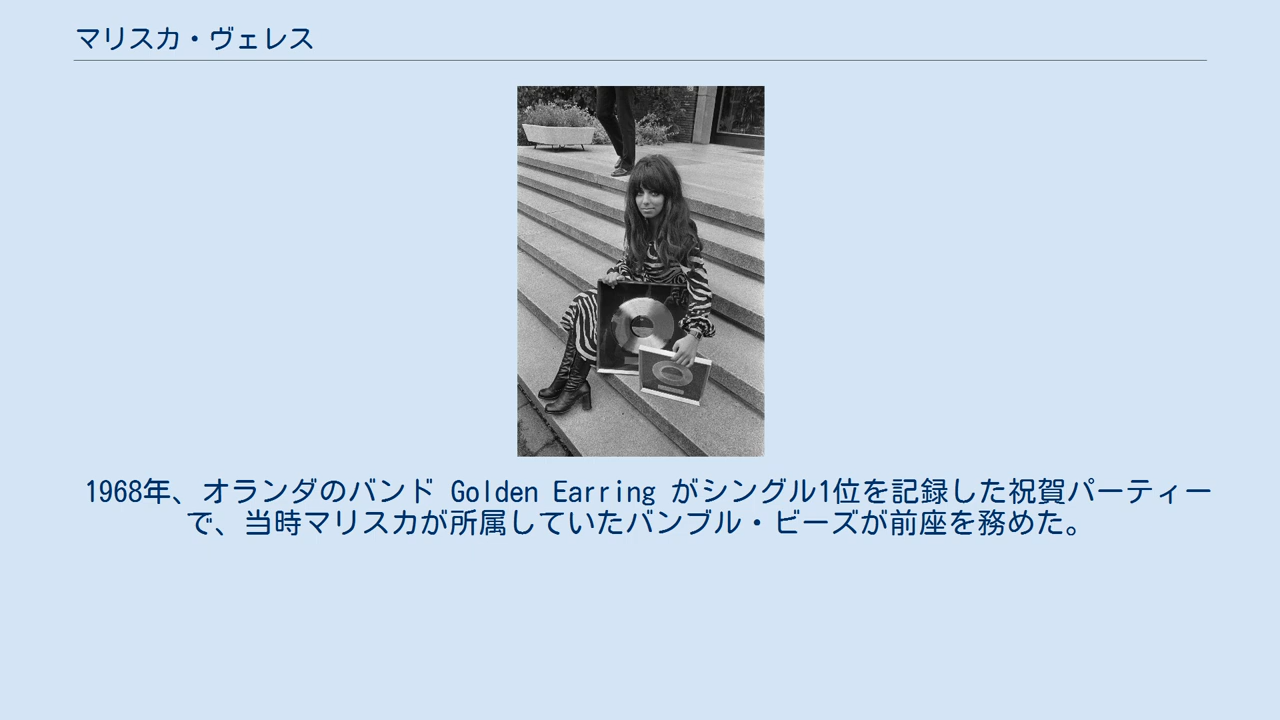 マリスカ・ヴェレス
1968年、オランダのバンド Golden Earring がシングル1位を記録した祝賀パーティー
で、当時マリスカが所属していたバンブル・ビーズが前座を務めた。